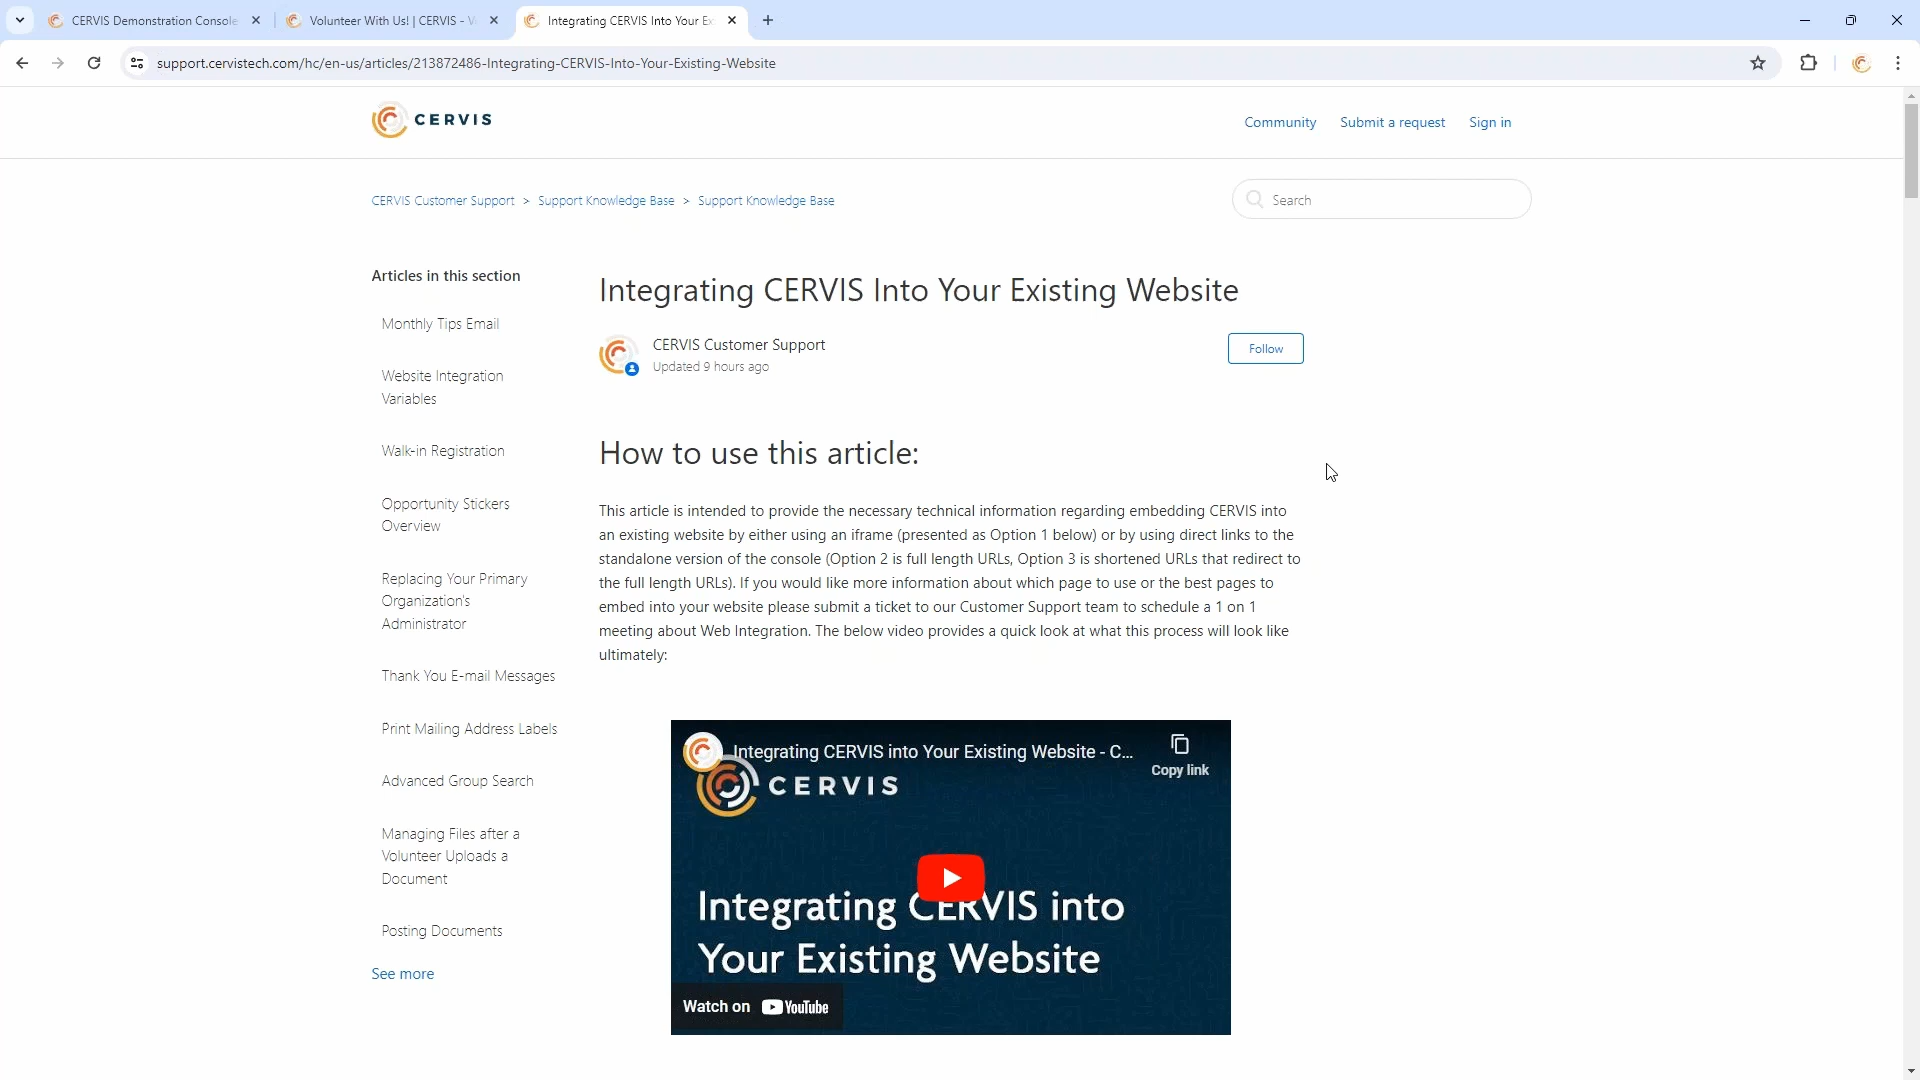 CERVIS Demonstration Console
Volunteer With Us! | CERVIS -
Integrating CERVIS Into Your Ex
support.cervistech.com/hc/en-us/articles/213872486-Integrating-CERVIS-Into-Your-Existing-Website
CERVIS
Community
Submit a request
Sign in
CERVIS Customer Support > Support Knowledge Base > Support Knowledge Base
Search
Articles in this section
Monthly Tips Email
Website Integration
Variables
Walk-in Registration
Opportunity Stickers
Overview
Replacing Your Primary
Organization's
Administrator
Thank You E-mail Messages
Print Mailing Address Labels
Advanced Group Search
Managing Files after a
Volunteer Uploads a
Document
Posting Documents
See more
Integrating CERVIS Into Your Existing Website
CERVIS Customer Support
Updated 9 hours ago
Follow
How to use this article:
This article is intended to provide the necessary technical information regarding embedding CERVIS into
an existing website by either using an iframe (presented as Option 1 below) or by using direct links to the
standalone version of the console (Option 2 is full length URLs, Option 3 is shortened URLs that redirect to
the full length URLs). If you would like more information about which page to use or the best pages to
embed into your website please submit a ticket to our Customer Support team to schedule a 1 on 1
meeting about Web Integration. The below video provides a quick look at what this process will look like
ultimately:
Integrating CERVIS into Your Existing Website - C...
Copy link
CERVIS
Integrating CERVIS into
Your Existing Website
Watch on YouTube